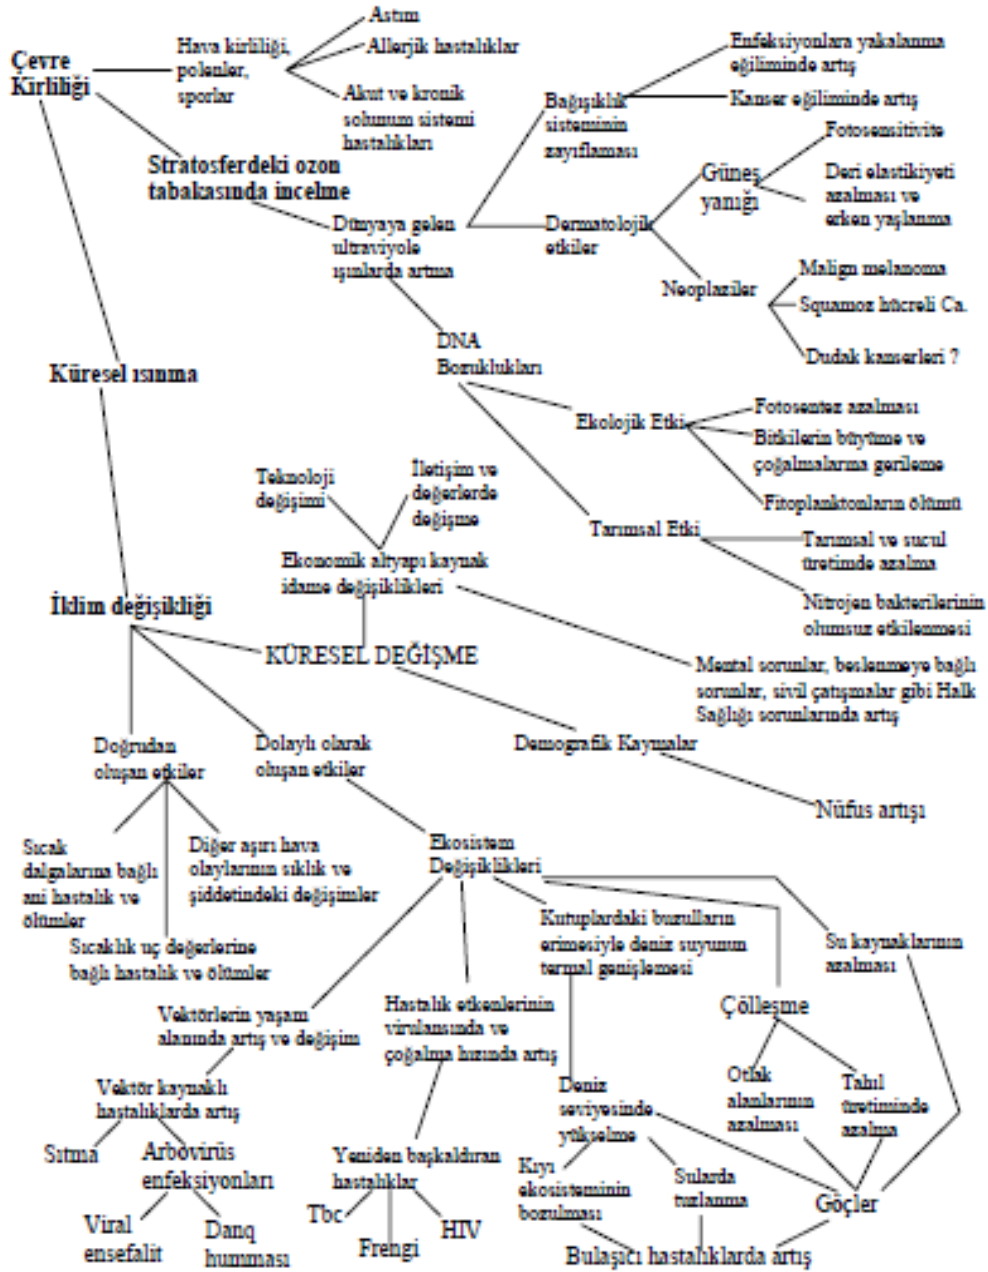 Çevre
Kirliliği
Hava kirliliği,
polenler,
sporlar
Astım
Allerjik hastalıklar
Akut ve kronik
solunum sistemi
hastalıkları
Stratosferdeki ozon
tabakasında incelme
Dünyaya gelen
ultraviyole
ışınlarda artma
Bağışıklık
sisteminin
zayıflaması
Enfeksiyonlara yakalanma
eğiliminde artış
Kanser eğiliminde artış
Dermatolojik
etkiler
Güneş
yanığı
Fotosensitivite
Deri elastikiyeti
azalması ve
erken yaşlanma
Neoplaziler
Malign melanoma
Squamoz hücreli Ca.
Dudak kanserleri ?
DNA
Bozuklukları
Ekolojik Etki
Fotosentez azalması
Bitkilerin büyüme ve
çoğalmalarına gerileme
Fitoplanktonların ölümü
Tarımsal Etki
Tarımsal ve sucul
üretimde azalma
Nitrojen bakterilerinin
olumsuz etkilenmesi
Küresel ısınma
Teknoloji
değişimi
İletişim ve
değerlerde
değişme
Ekonomik altyapı kaynak
idame değişiklikleri
İklim değişikliği
KÜRESEL DEĞİŞME
Mental sorunlar, beslenmeye bağlı
sorunlar, sivil çatışmalar gibi Halk
Sağlığı sorunlarında artış
Demografik Kaymalar
Nüfus artışı
Doğrudan
oluşan etkiler
Dolaylı olarak
oluşan etkiler
Sıcak
dalgalarına bağlı
ani hastalık ve
ölümler
Diğer aşırı hava
olaylarının sıklık ve
şiddetindeki değişimler
Sıcaklık uç değerlerine
bağlı hastalık ve ölümler
Ekosistem
Değişiklikleri
Kutuplardaki buzulların
erimesiyle deniz suyunun
termal genişlemesi
Su kaynaklarının
azalması
Çölleşme
Vektörlerin yaşam
alanında artış ve değişim
Hastalık etkenlerinin
virulansında ve
çoğalma hızında artış
Vektör kaynaklı
hastalıklarda artış
Deniz
seviyesinde
yükselme
Otlak
alanlarının
azalması
Tahıl
üretiminde
azalma
Sıtma
Arbovirüs
enfeksiyonları
Yeniden başkaldıran
hastalıklar
Kıyı
ekosisteminin
bozulması
Sularda
tuzlanma
Göçler
Viral
ensefalit
Danq
humması
Tbc
Frengi
HIV
Bulaşıcı hastalıklarda artış